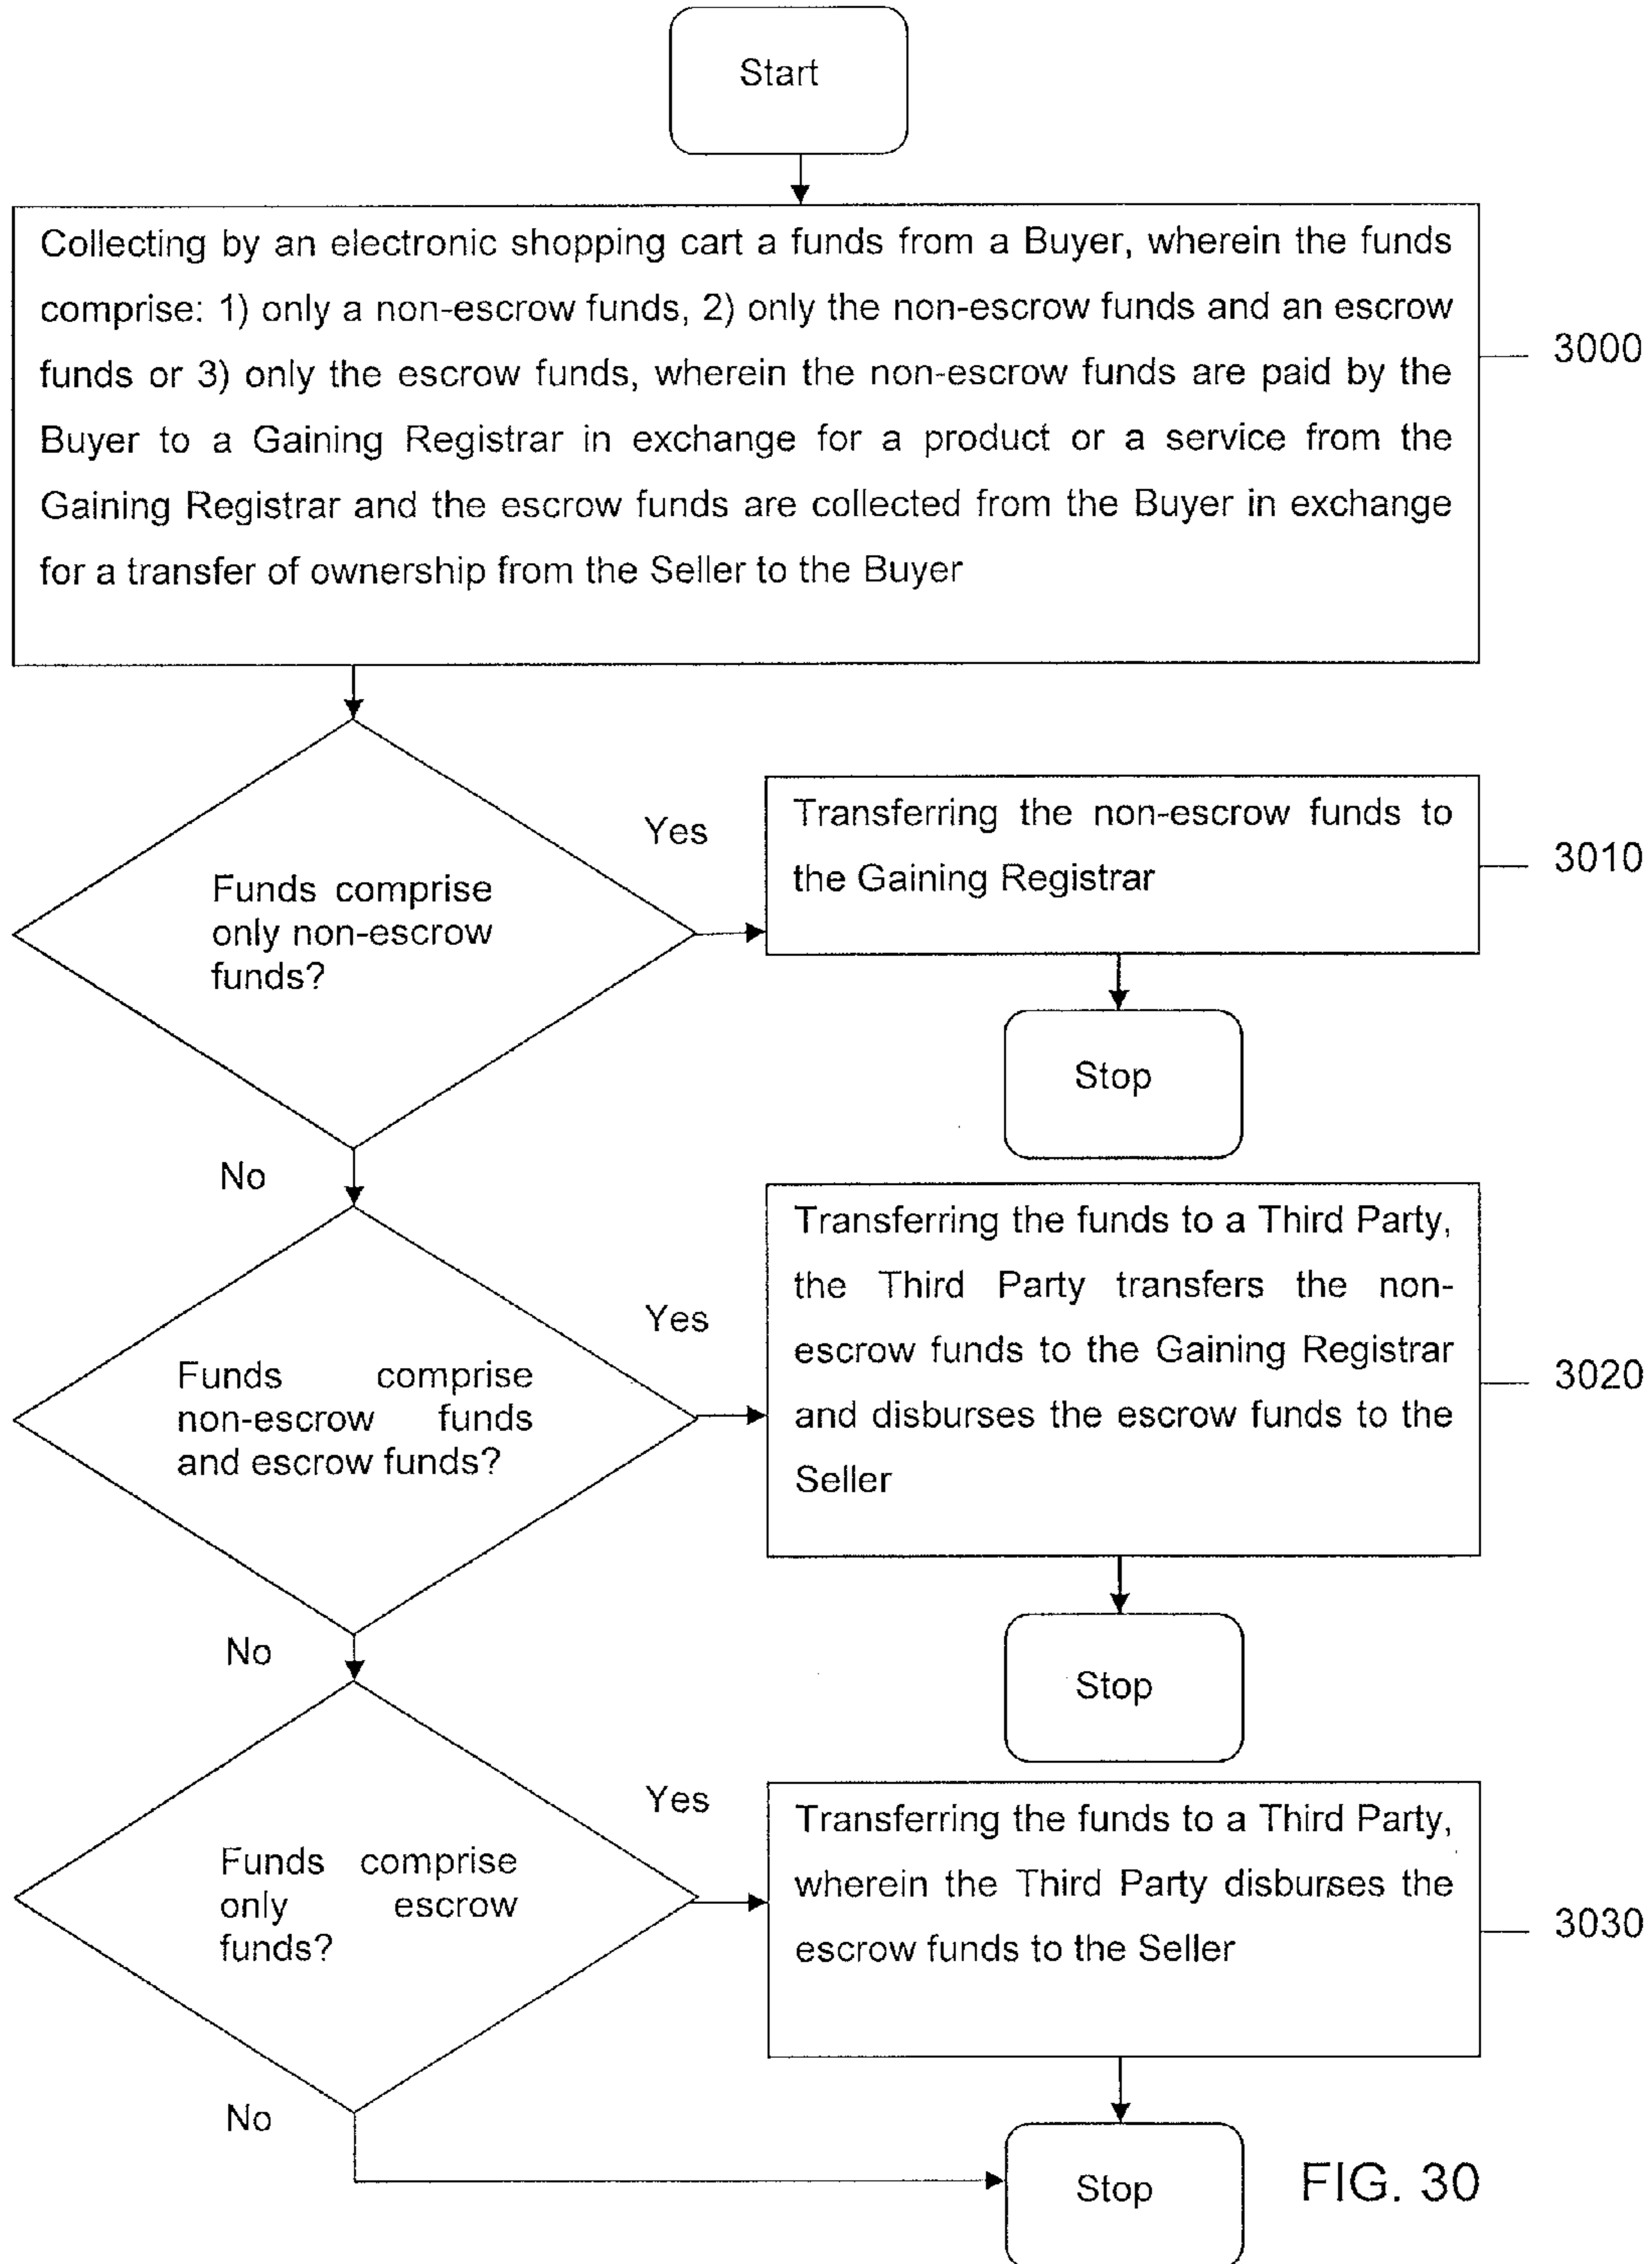 Start
Collecting by an electronic shopping cart a funds from a Buyer, wherein the funds
comprise: 1) only a non-escrow funds, 2) only the non-escrow funds and an escrow
funds or 3) only the escrow funds, wherein the non-escrow funds are paid by the
Buyer to a Gaining Registrar in exchange for a product or a service from the
Gaining Registrar and the escrow funds are collected from the Buyer in exchange
for a transfer of ownership from the Seller to the Buyer
3000
Funds comprise
only non-escrow
funds?
Yes
Transferring the non-escrow funds to
the Gaining Registrar
3010
Stop
No
Funds comprise
non-escrow funds
and escrow funds?
Yes
Transferring the funds to a Third Party,
the Third Party transfers the non-
escrow funds to the Gaining Registrar
and disburses the escrow funds to the
Seller
3020
Stop
No
Funds comprise
only escrow
funds?
Yes
Transferring the funds to a Third Party,
wherein the Third Party disburses the
escrow funds to the Seller
3030
No
Stop
FIG. 30